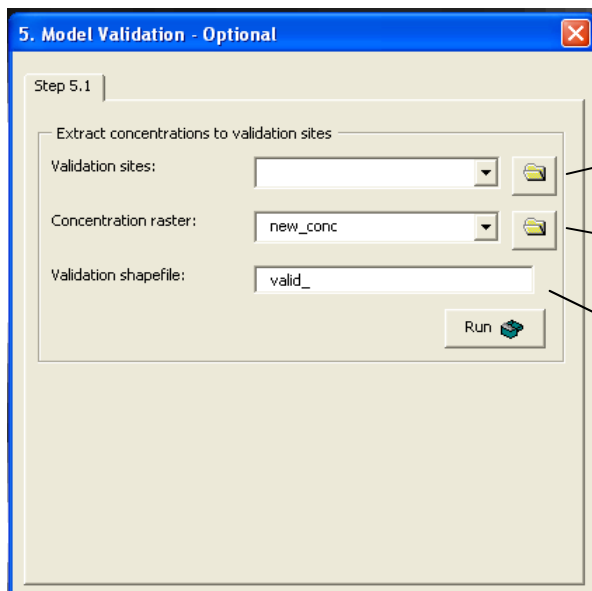 5. Model Validation - Optional
Step 5.1
Extract concentrations to validation sites
Validation sites:
Concentration raster:
new_conc
Validation shapefile:
valid_
Run